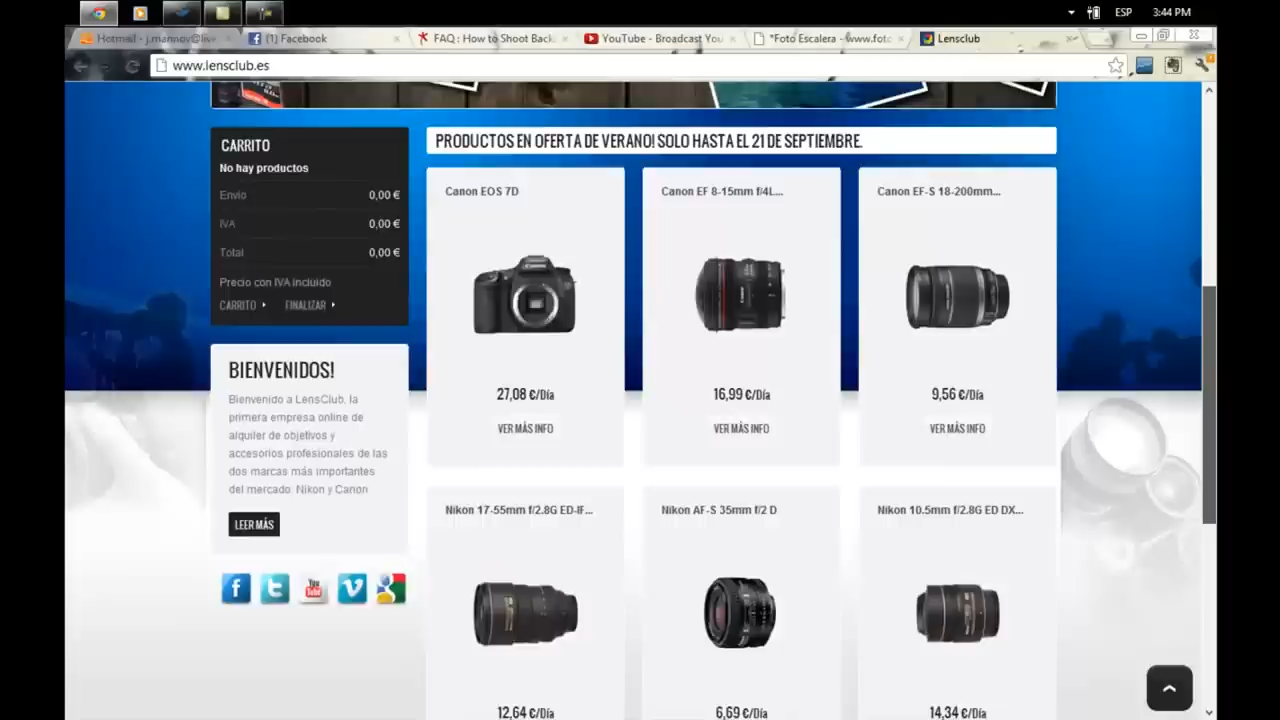 ESP
3:44 PM
Hotmail - j.mannov@live
(1) Facebook
FAQ : How to Shoot Back
YouTube - Broadcast You
*Foto Escalera - www.foto
Lensclub
www.lensclub.es
CARRITO
No hay productos
Envío 0,00 €
IVA 0,00 €
Total 0,00 €
Precio con IVA incluido
CARRITO
FINALIZAR
BIENVENIDOS!
Bienvenido a LensClub, la
primera empresa online de
alquiler de objetivos y
accesorios profesionales de las
dos marcas más importantes
del mercado: Nikon y Canon
LEER MÁS
f
t
You
Tube
V
g
PRODUCTOS EN OFERTA DE VERANO! SOLO HASTA EL 21 DE SEPTIEMBRE.
Canon EOS 7D
27,08 €/Día
VER MÁS INFO
Canon EF 8-15mm f/4L...
16,99 €/Día
VER MÁS INFO
Canon EF-S 18-200mm...
9,56 €/Día
VER MÁS INFO
Nikon 17-55mm f/2.8G ED-IF...
12,64 €/Día
Nikon AF-S 35mm f/2 D
6,69 €/Día
Nikon 10.5mm f/2.8G ED DX...
14,34 €/Día